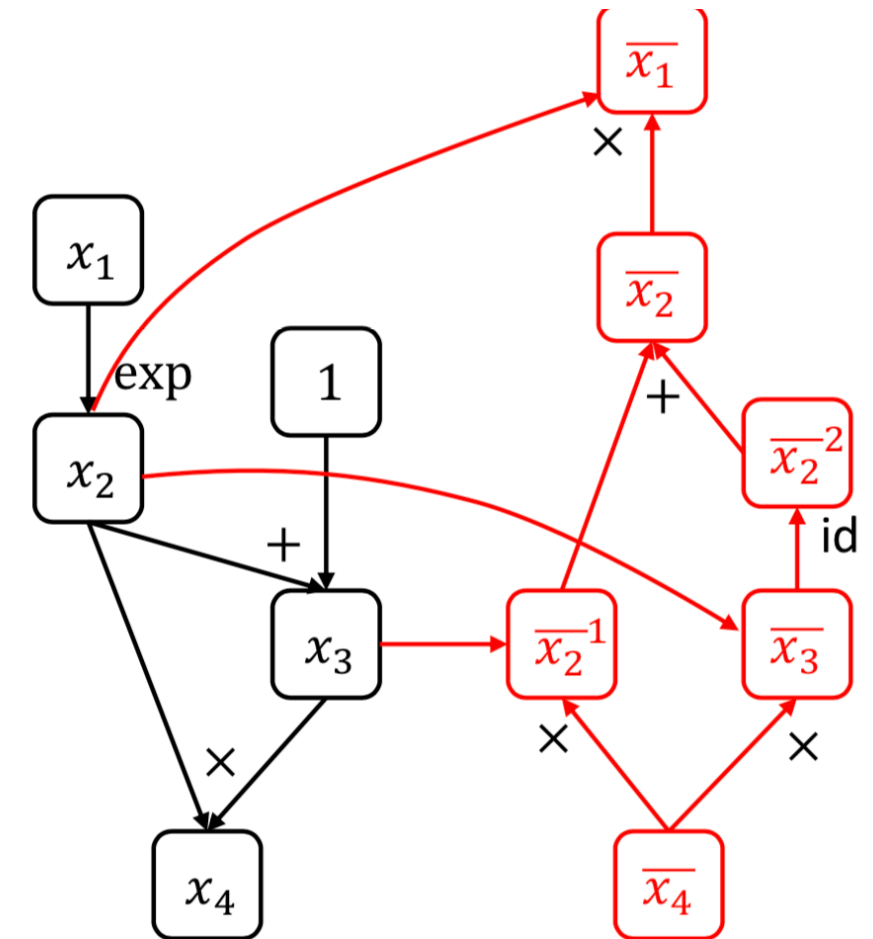 x̅₁
×
x₁
x̅₂
exp
1
+
x₂
x̅₂²
+
id
x₃
x̅₂¹
x̅₃
×
×
×
x₄
x̅₄